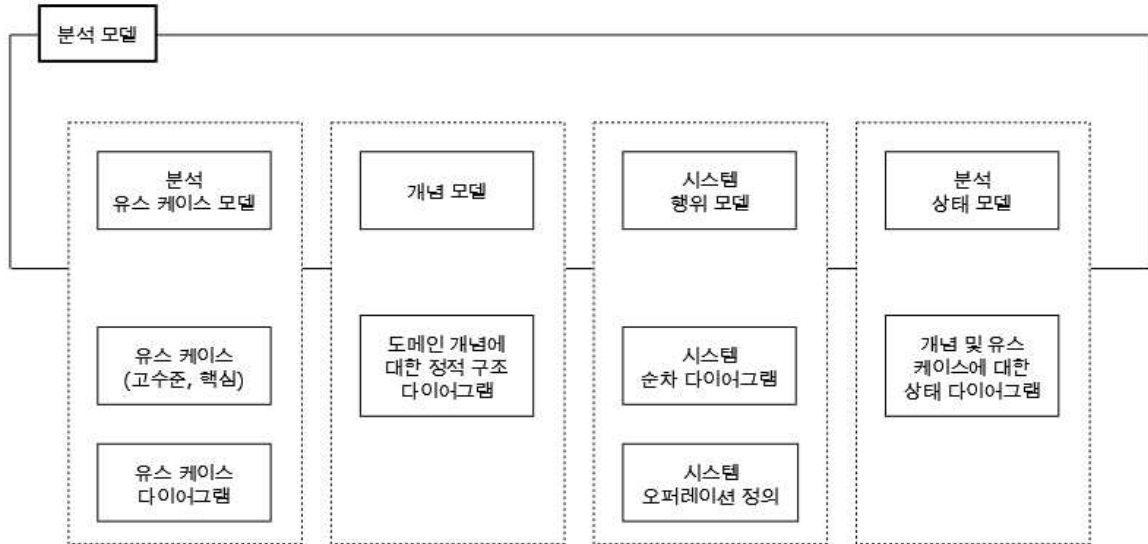 분석 모델
분석
유스 케이스 모델
개념 모델
시스템
행위 모델
분석
상태 모델
유스 케이스
(고수준, 핵심)
도메인 개념에
대한 정적 구조
다이어그램
시스템
순차 다이어그램
개념 및 유스
케이스에 대한
상태 다이어그램
유스 케이스
다이어그램
시스템
오퍼레이션 정의